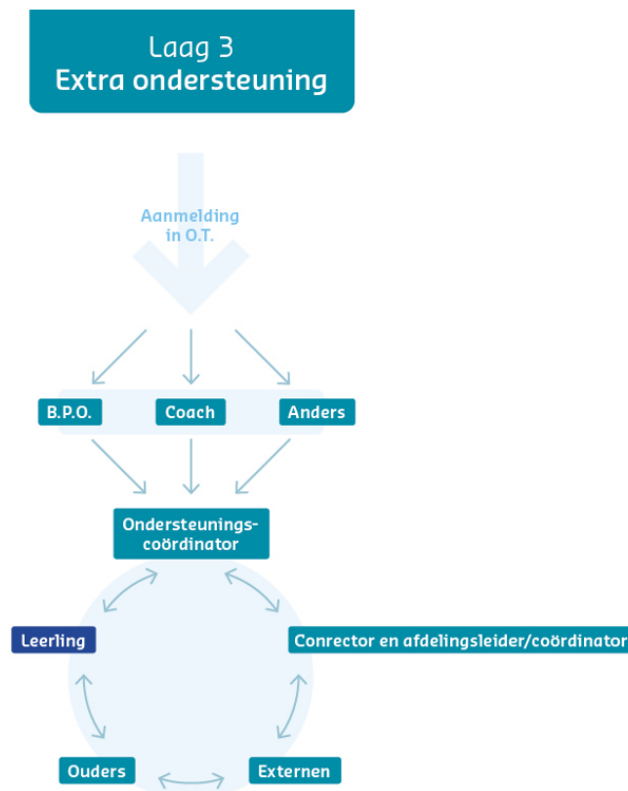 Laag 3
Extra ondersteuning
Aanmelding
in O.T.
B.P.O.
Coach
Anders
Ondersteunings-
coördinator
Leerling
Conrector en afdelingsleider/coördinator
Ouders
Externen